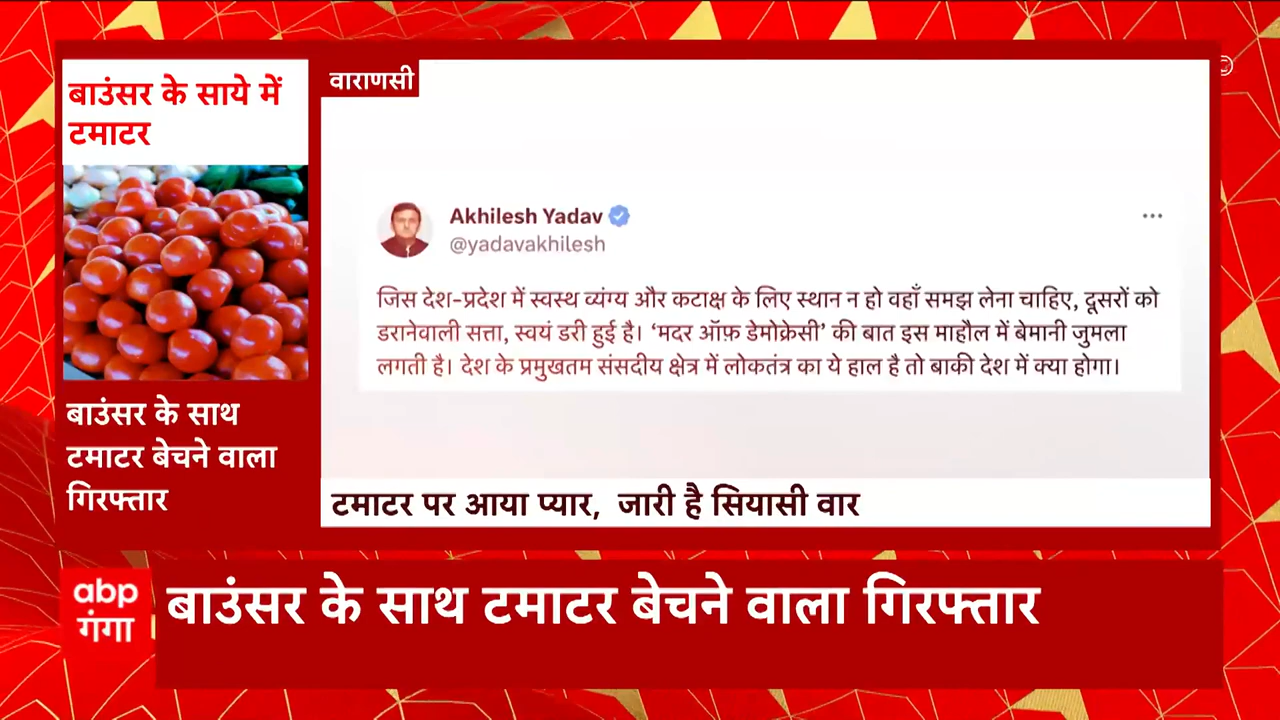 बाउंसर के साये में
टमाटर
बाउंसर के साथ
टमाटर बेचने वाला
गिरफ्तार
वाराणसी
Akhilesh Yadav
@yadavakhilesh
जिस देश-प्रदेश में स्वस्थ व्यंग्य और कटाक्ष के लिए स्थान न हो वहाँ समझ लेना चाहिए, दूसरों को
डरानेवाली सत्ता, स्वयं डरी हुई है। ‘मदर ऑफ़ डेमोक्रेसी’ की बात इस माहौल में बेमानी जुमला
लगती है। देश के प्रमुखतम संसदीय क्षेत्र में लोकतंत्र का ये हाल है तो बाकी देश में क्या होगा।
टमाटर पर आया प्यार, जारी है सियासी वार
abp
गंगा
बाउंसर के साथ टमाटर बेचने वाला गिरफ्तार